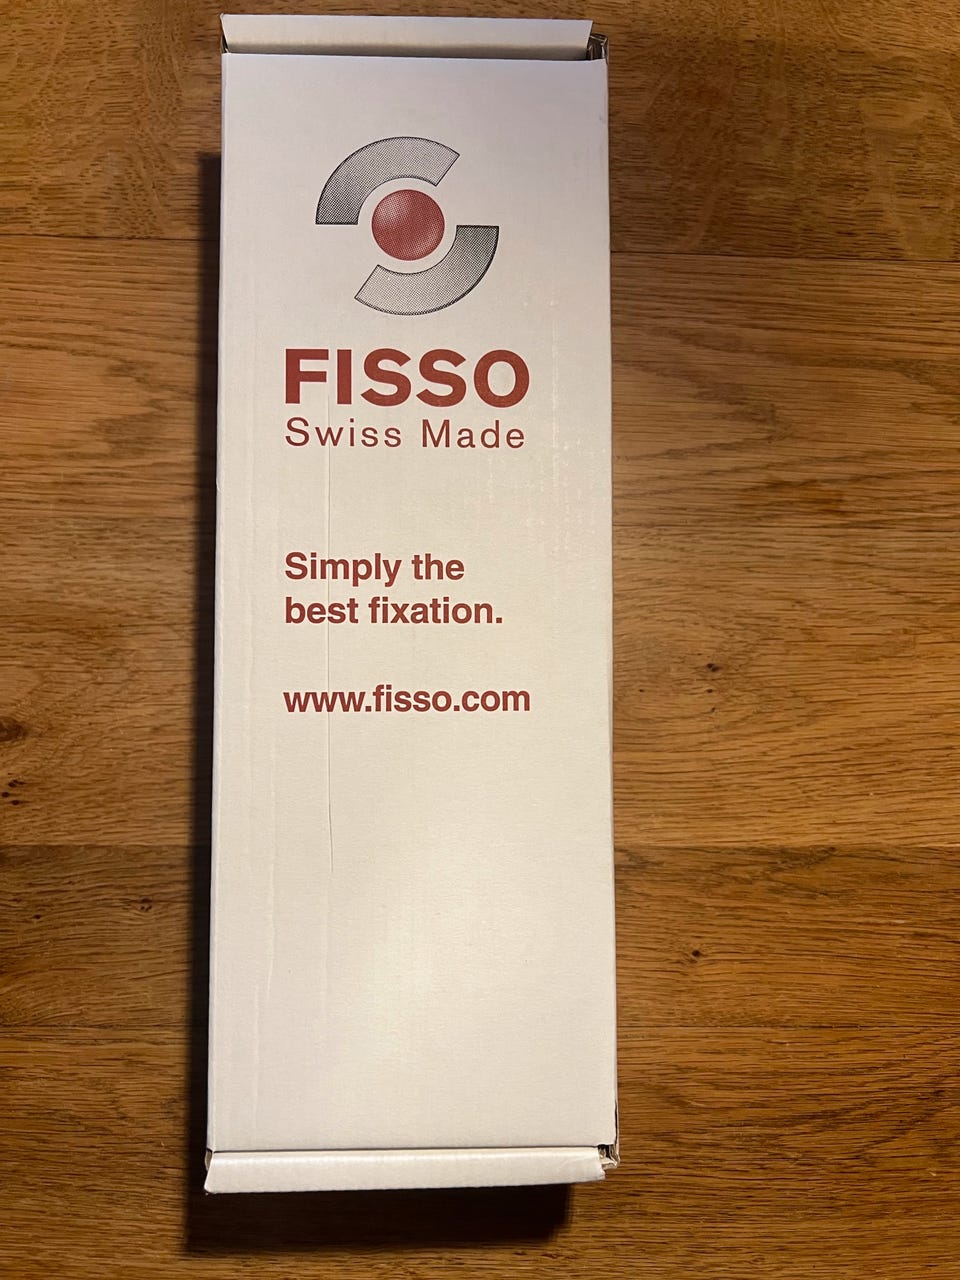 FISSO
Swiss Made
Simply the
best fixation.
www.fisso.com